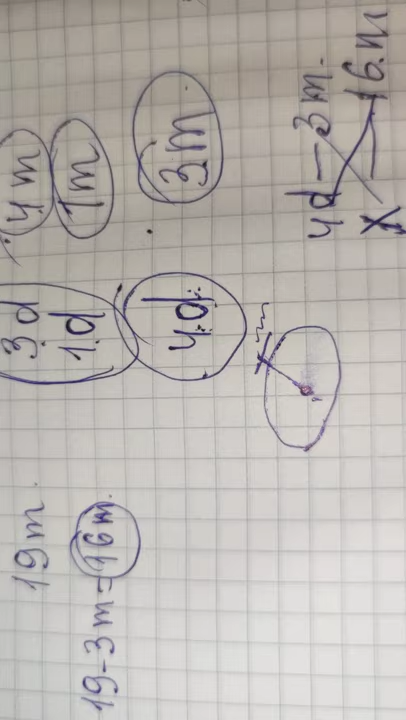 19m.
3d 4m
1d 1m
19-3m=16m.
4d. 3m.
4d — 3m.
X — 16m